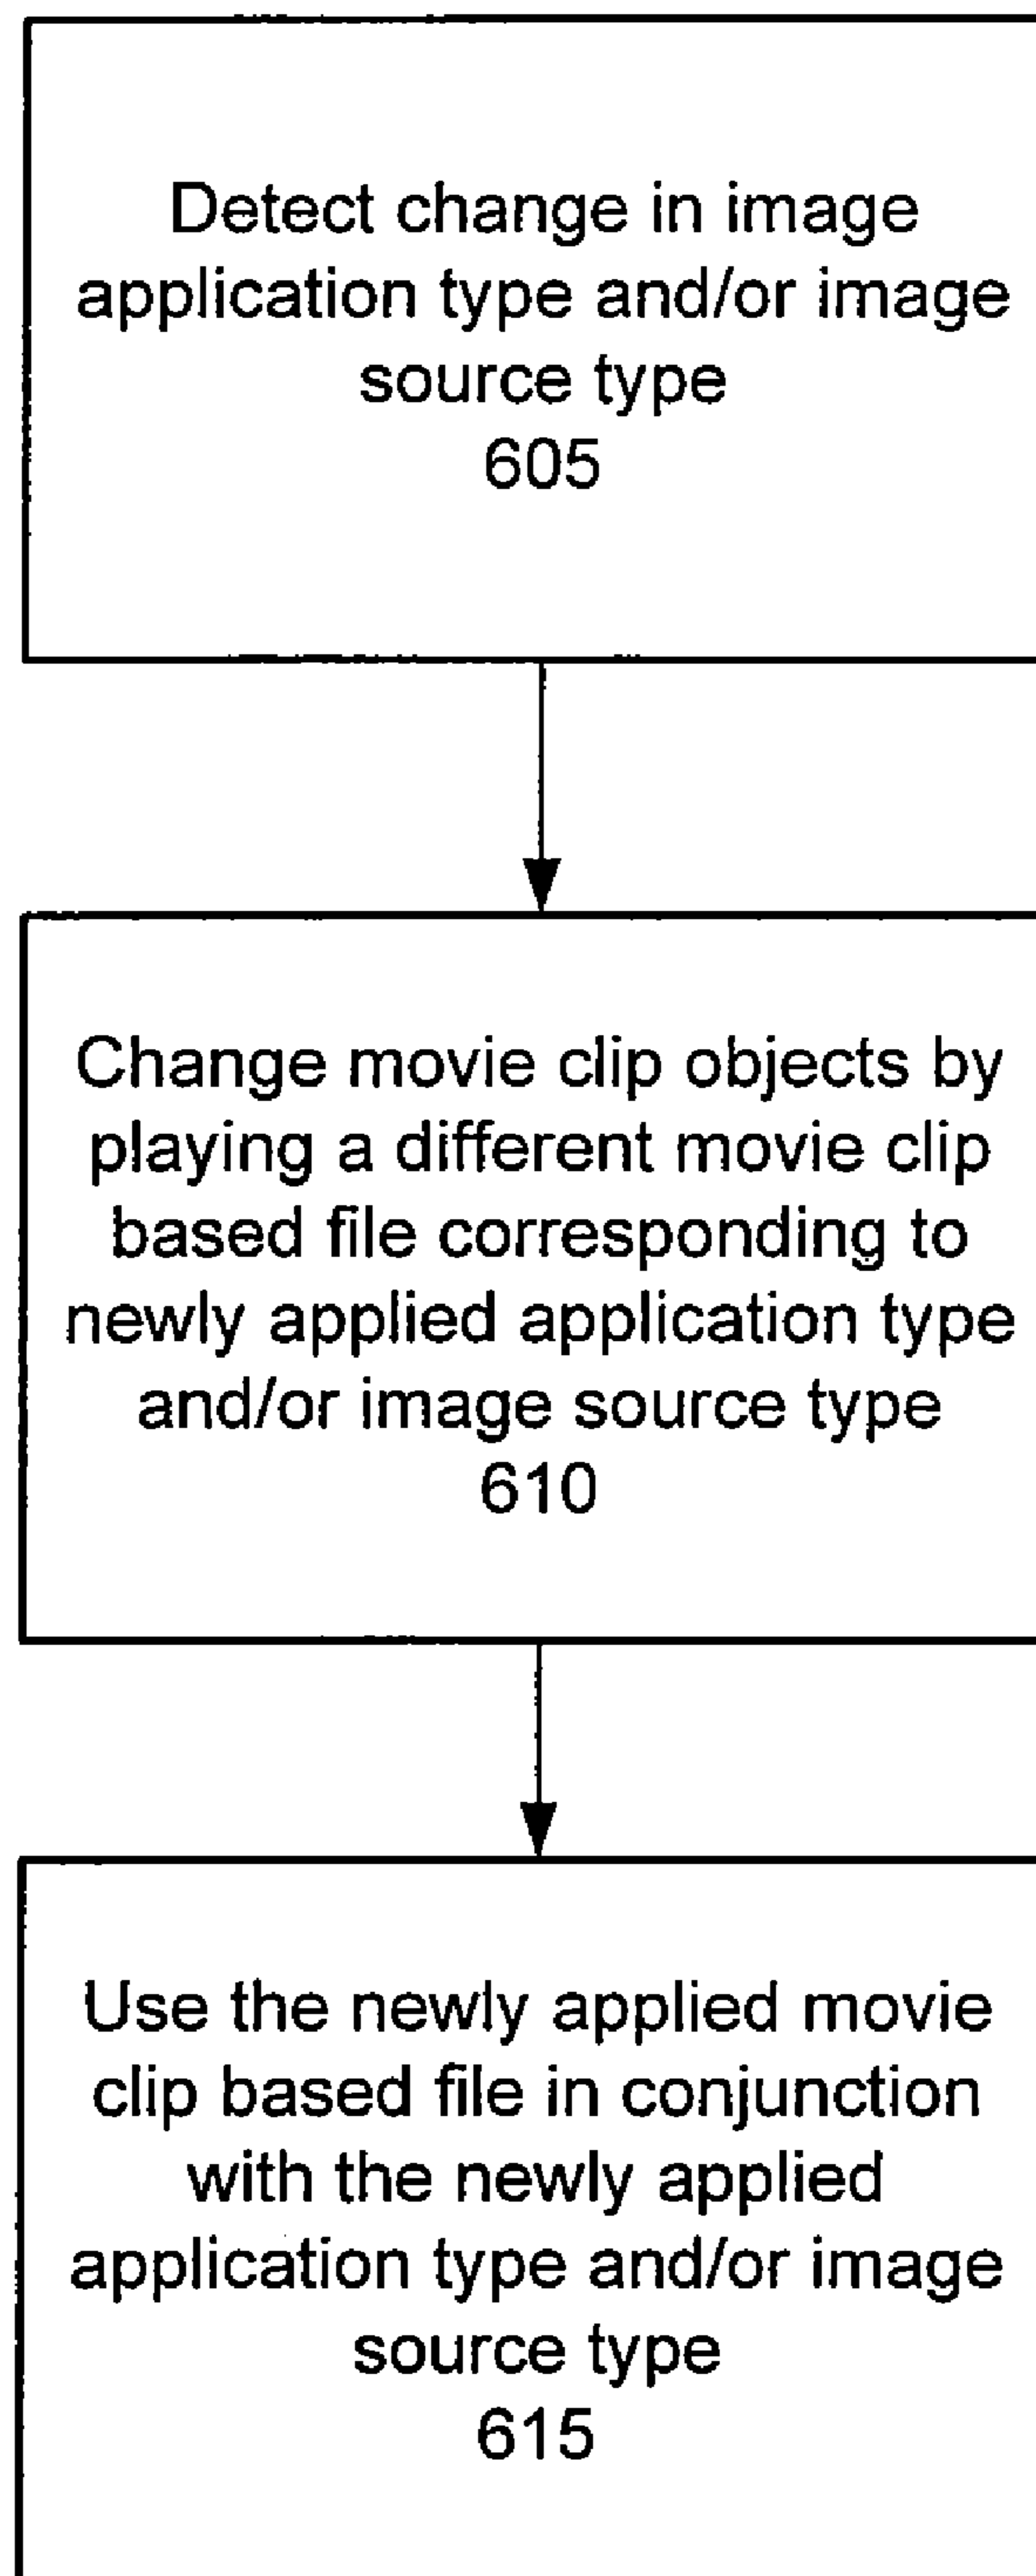 Detect change in image
application type and/or image
source type
605
Change movie clip objects by
playing a different movie clip
based file corresponding to
newly applied application type
and/or image source type
610
Use the newly applied movie
clip based file in conjunction
with the newly applied
application type and/or image
source type
615